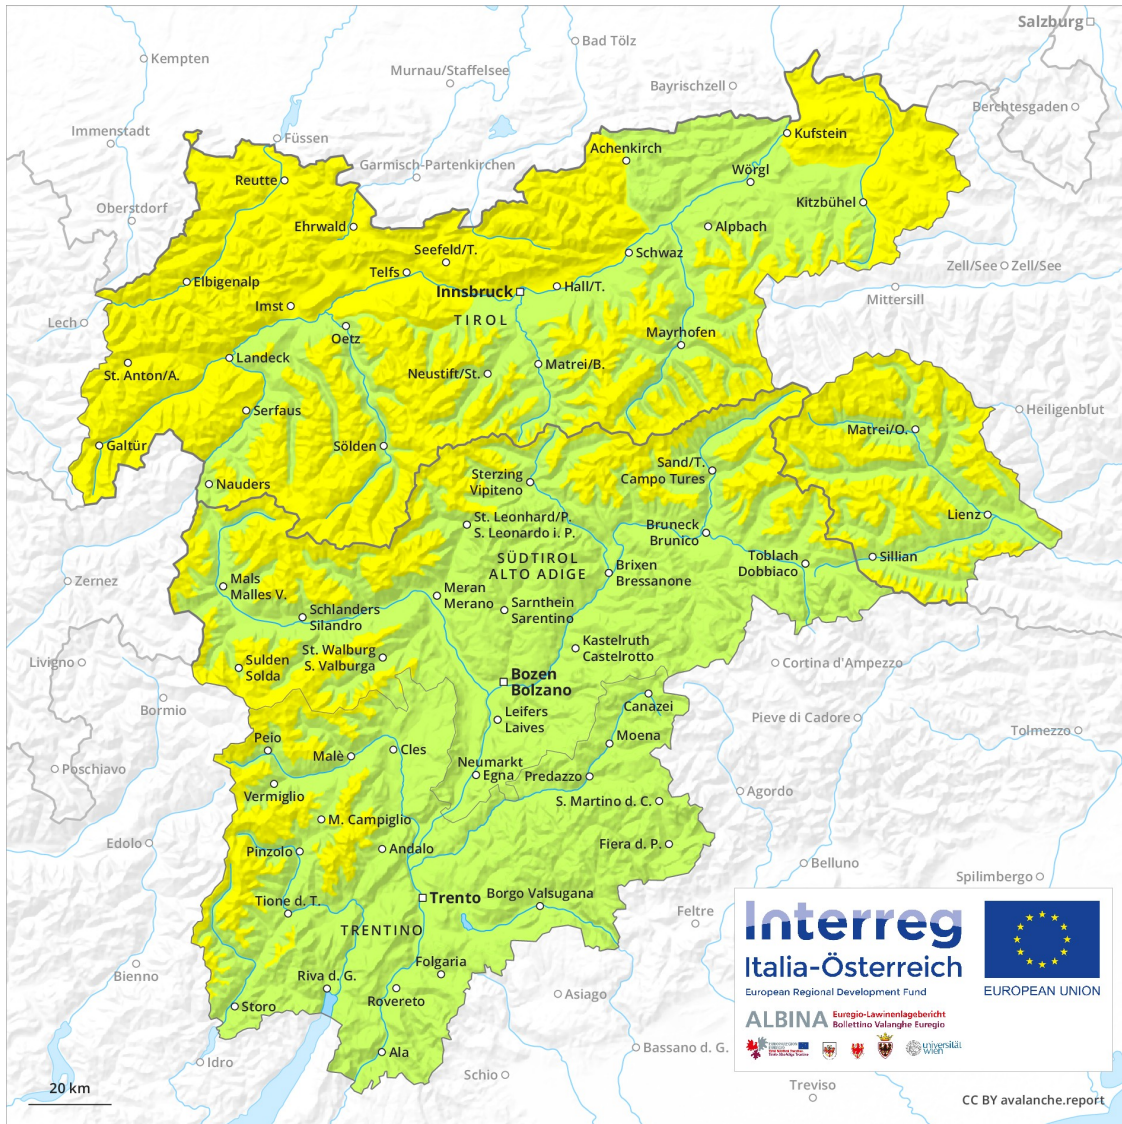 Salzburg
Bad Tölz
Kempten
Murnau/Staffelsee
Bayrischzell
Berchtesgaden
Immenstadt
Füssen
Kufstein
Achenkirch
Garmisch-Partenkirchen
Wörgl
Reutte
Oberstdorf
Kitzbühel
Ehrwald
Alpbach
Seefeld/T.
Schwaz
Telfs
Zell/See
Zell/See
Elbigenalp
Innsbruck
Hall/T.
Mittersill
Imst
TIROL
Lech
Oetz
Mayrhofen
Landeck
Matrei/B.
St. Anton/A.
Neustift/St.
Serfaus
Heiligenblut
Matrei/O.
Galtür
Sölden
Sand/T.
Campo Tures
Sterzing
Vipiteno
Nauders
Lienz
St. Leonhard/P.
S. Leonardo i. P.
Bruneck
Brunico
SÜDTIROL
ALTO ADIGE
Toblach
Dobbiaco
Sillian
Brixen
Bressanone
Zernez
Mals
Malles V.
Meran
Merano
Sarnthein
Sarentino
Schlanders
Silandro
Kastelruth
Castelrotto
St. Walburg
S. Valburga
Livigno
Sulden
Solda
Cortina d'Ampezzo
Bozen
Bolzano
Bormio
Canazei
Leifers
Laives
Pieve di Cadore
Tolmezzo
Peio
Moena
Malè
Cles
Neumarkt
Egna
Predazzo
Poschiavo
Vermiglio
Agordo
S. Martino d. C.
M. Campiglio
Edolo
Pinzolo
Andalo
Fiera d. P.
Belluno
Spilimbergo
Tione d. T.
Trento
Borgo Valsugana
Feltre
TRENTINO
Folgaria
Bienno
Riva d. G.
Rovereto
Asiago
Storo
Ala
Idro
Bassano d. G.
Schio
Treviso
20 km
Interreg
Italia-Österreich
European Regional Development Fund
EUROPEAN UNION
ALBINA
Euregio-Lawinenlagebericht
Bollettino Valanghe Euregio
universität
wien
CC BY avalanche.report